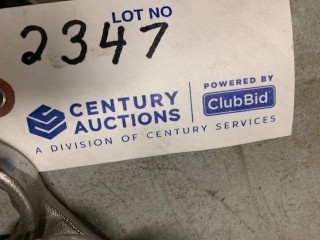 LOT NO
2347
CENTURY
AUCTIONS
POWERED BY
ClubBid
A DIVISION OF CENTURY SERVICES